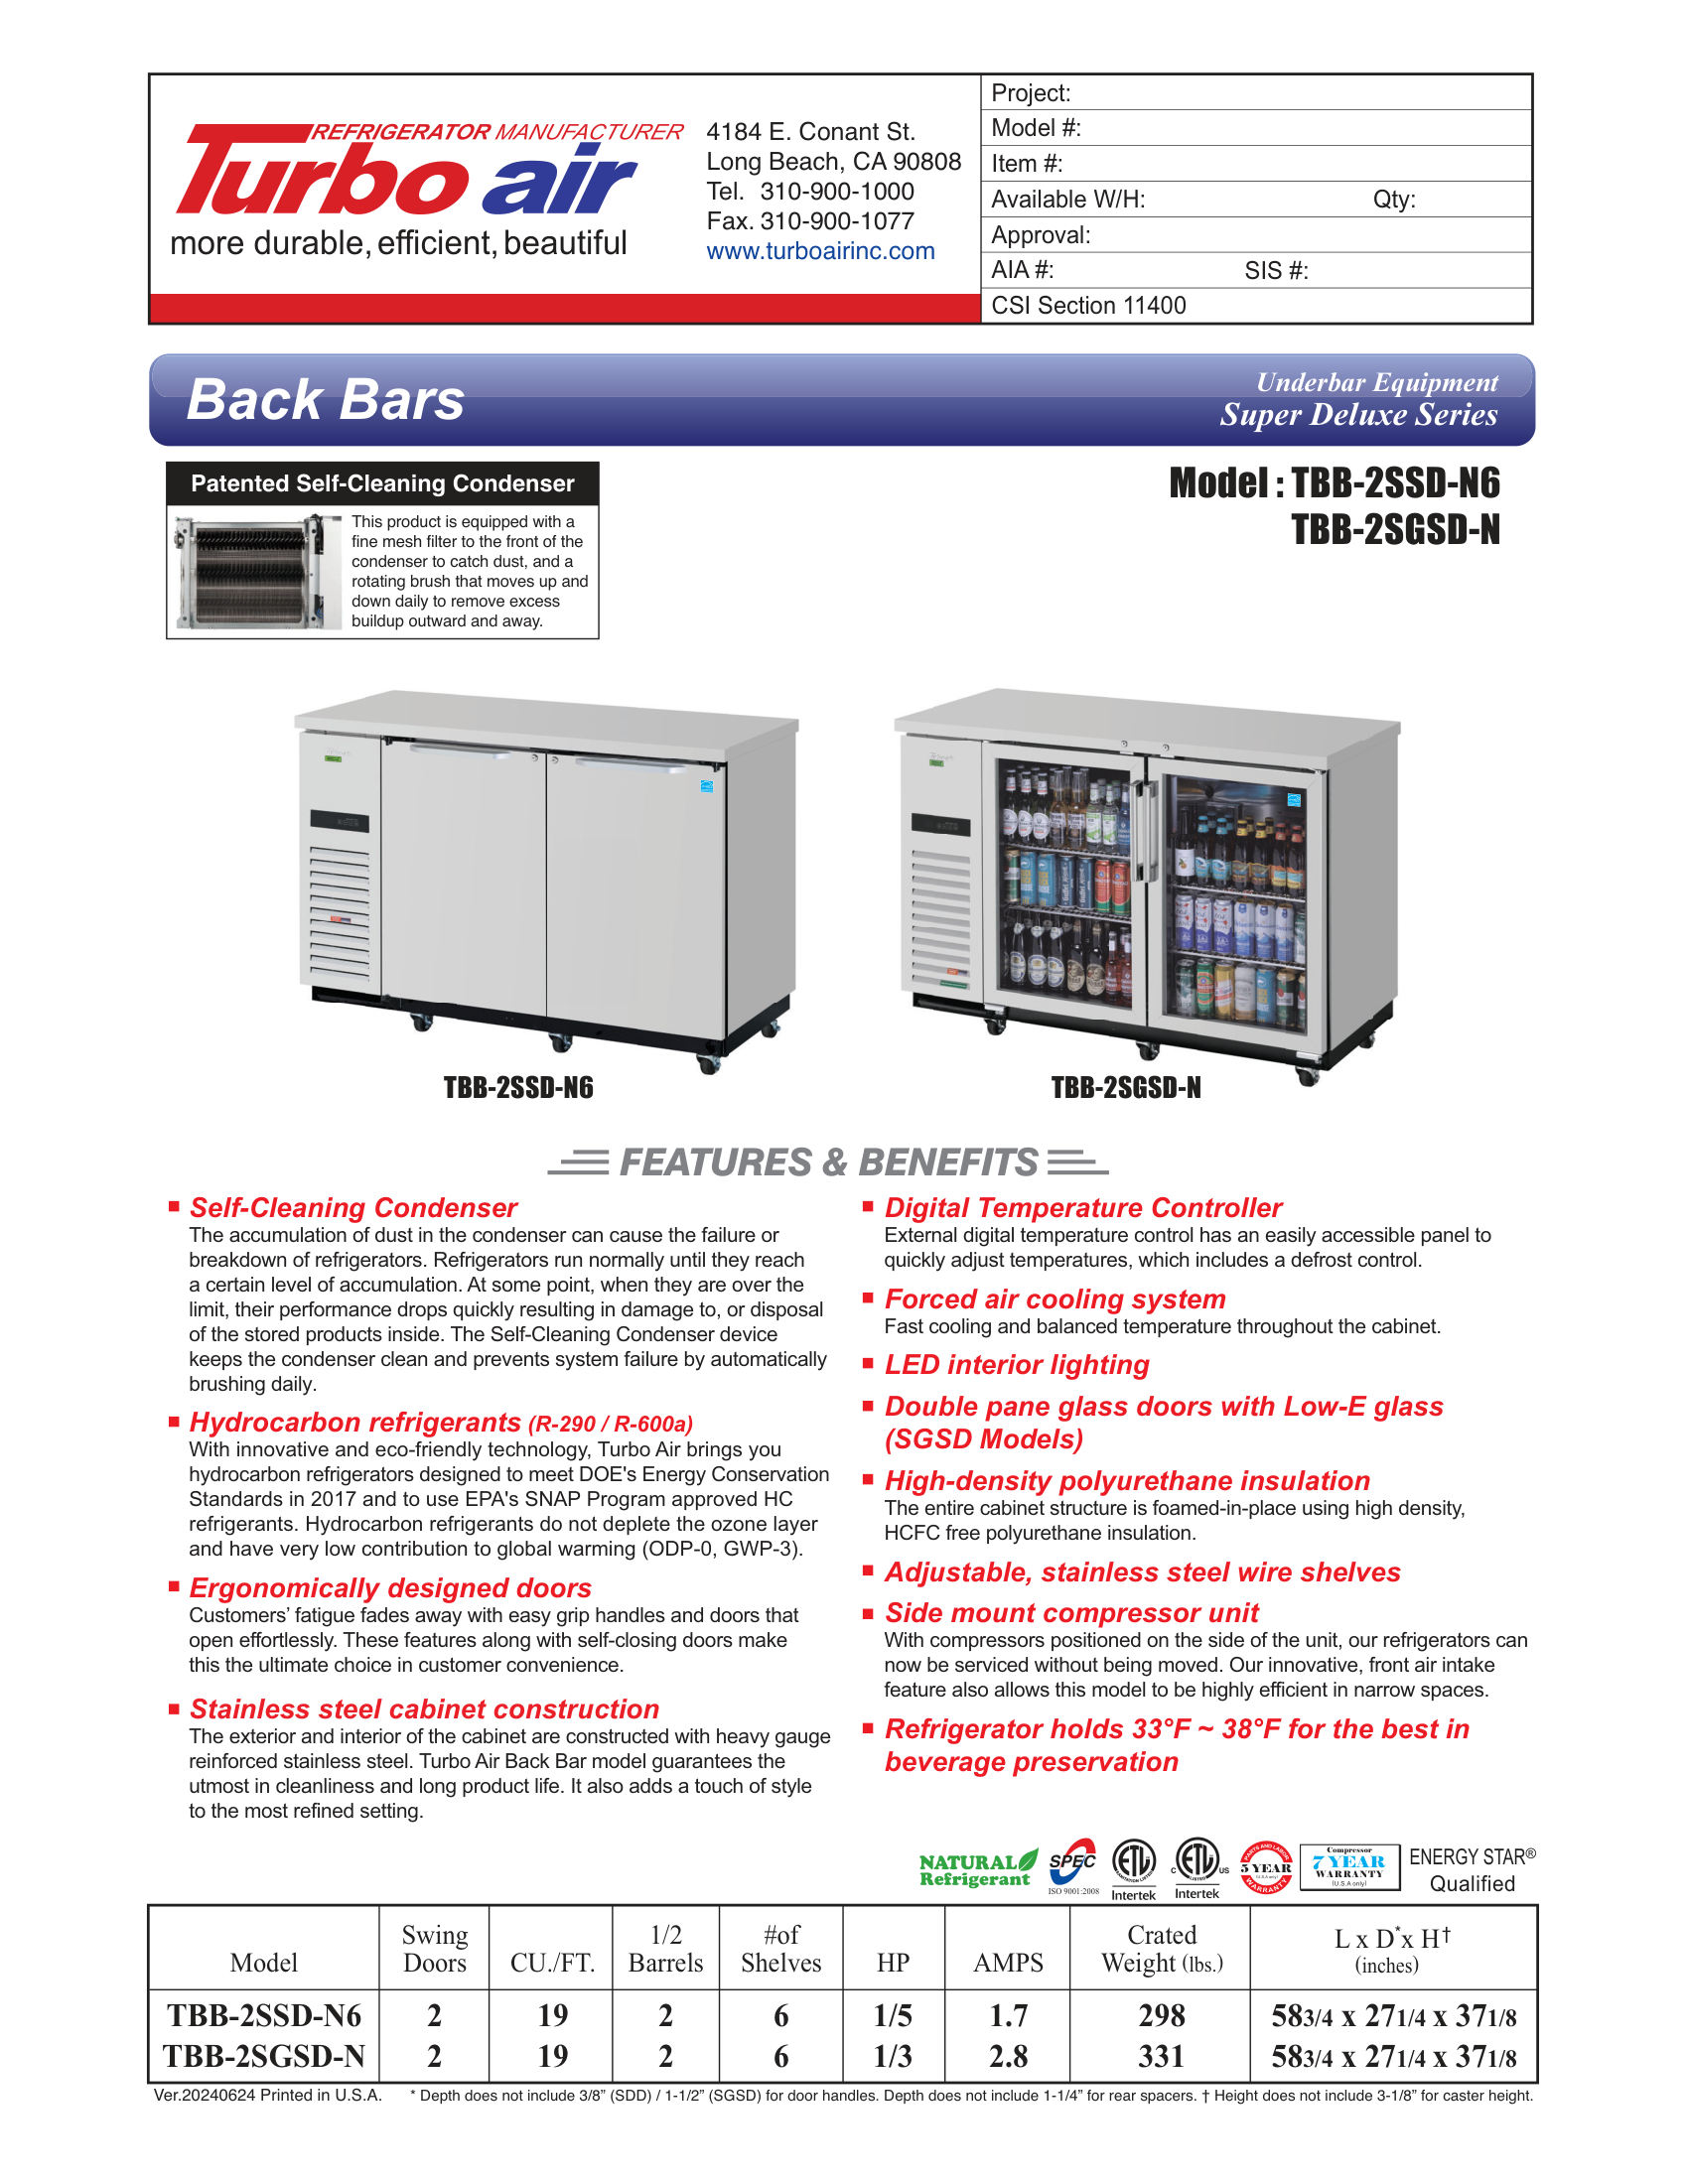 REFRIGERATOR MANUFACTURER
Turbo air
more durable, efficient, beautiful
4184 E. Conant St.
Long Beach, CA 90808
Tel. 310-900-1000
Fax. 310-900-1077
www.turboairinc.com
Project:
Model #:
Item #:
Available W/H: Qty:
Approval:
AIA #: SIS #:
CSI Section 11400
Back Bars
Underbar Equipment
Super Deluxe Series
Patented Self-Cleaning Condenser
This product is equipped with a
fine mesh filter to the front of the
condenser to catch dust, and a
rotating brush that moves up and
down daily to remove excess
buildup outward and away.
Model : TBB-2SSD-N6
TBB-2SGSD-N
TBB-2SSD-N6
TBB-2SGSD-N
FEATURES & BENEFITS
Self-Cleaning Condenser
The accumulation of dust in the condenser can cause the failure or
breakdown of refrigerators. Refrigerators run normally until they reach
a certain level of accumulation. At some point, when they are over the
limit, their performance drops quickly resulting in damage to, or disposal
of the stored products inside. The Self-Cleaning Condenser device
keeps the condenser clean and prevents system failure by automatically
brushing daily.
Hydrocarbon refrigerants (R-290 / R-600a)
With innovative and eco-friendly technology, Turbo Air brings you
hydrocarbon refrigerators designed to meet DOE's Energy Conservation
Standards in 2017 and to use EPA's SNAP Program approved HC
refrigerants. Hydrocarbon refrigerants do not deplete the ozone layer
and have very low contribution to global warming (ODP-0, GWP-3).
Ergonomically designed doors
Customers’ fatigue fades away with easy grip handles and doors that
open effortlessly. These features along with self-closing doors make
this the ultimate choice in customer convenience.
Stainless steel cabinet construction
The exterior and interior of the cabinet are constructed with heavy gauge
reinforced stainless steel. Turbo Air Back Bar model guarantees the
utmost in cleanliness and long product life. It also adds a touch of style
to the most refined setting.
Digital Temperature Controller
External digital temperature control has an easily accessible panel to
quickly adjust temperatures, which includes a defrost control.
Forced air cooling system
Fast cooling and balanced temperature throughout the cabinet.
LED interior lighting
Double pane glass doors with Low-E glass
(SGSD Models)
High-density polyurethane insulation
The entire cabinet structure is foamed-in-place using high density,
HCFC free polyurethane insulation.
Adjustable, stainless steel wire shelves
Side mount compressor unit
With compressors positioned on the side of the unit, our refrigerators can
now be serviced without being moved. Our innovative, front air intake
feature also allows this model to be highly efficient in narrow spaces.
Refrigerator holds 33°F ~ 38°F for the best in
beverage preservation
NATURAL
Refrigerant
SPEC
ISO 9001:2008
ETL
Intertek
C ETL US
LISTED
Intertek
PARTS AND LABOR
5 YEAR
(U.S.A only)
WARRANTY
Compressor
7 YEAR
WARRANTY
(U.S.A only)
ENERGY STAR®
Qualified
Model Swing Doors CU./FT. 1/2 Barrels #of Shelves HP AMPS Crated Weight (lbs.) L x D* x H† (inches)
TBB-2SSD-N6 2 19 2 6 1/5 1.7 298 583/4 x 271/4 x 371/8
TBB-2SGSD-N 2 19 2 6 1/3 2.8 331 583/4 x 271/4 x 371/8
Ver.20240624 Printed in U.S.A. * Depth does not include 3/8” (SDD) / 1-1/2” (SGSD) for door handles. Depth does not include 1-1/4” for rear spacers. † Height does not include 3-1/8” for caster height.